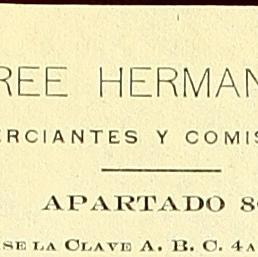 REE HERMAN
ERCIANTES Y COMIS
APARTADO 8
SE LA CLAVE A. B. C. 4A